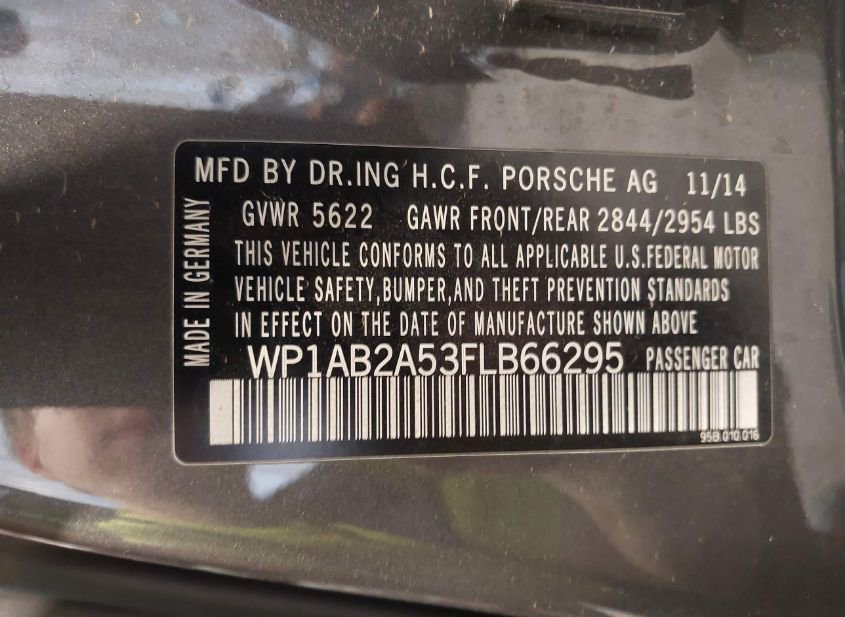 MFD BY DR.ING H.C.F. PORSCHE AG 11/14
GVWR 5622 GAWR FRONT/REAR 2844/2954 LBS
THIS VEHICLE CONFORMS TO ALL APPLICABLE U.S.FEDERAL MOTOR
VEHICLE SAFETY,BUMPER,AND THEFT PREVENTION STANDARDS
IN EFFECT ON THE DATE OF MANUFACTURE SHOWN ABOVE
MADE IN GERMANY
WP1AB2A53FLB66295 PASSENGER CAR
95B.010.016